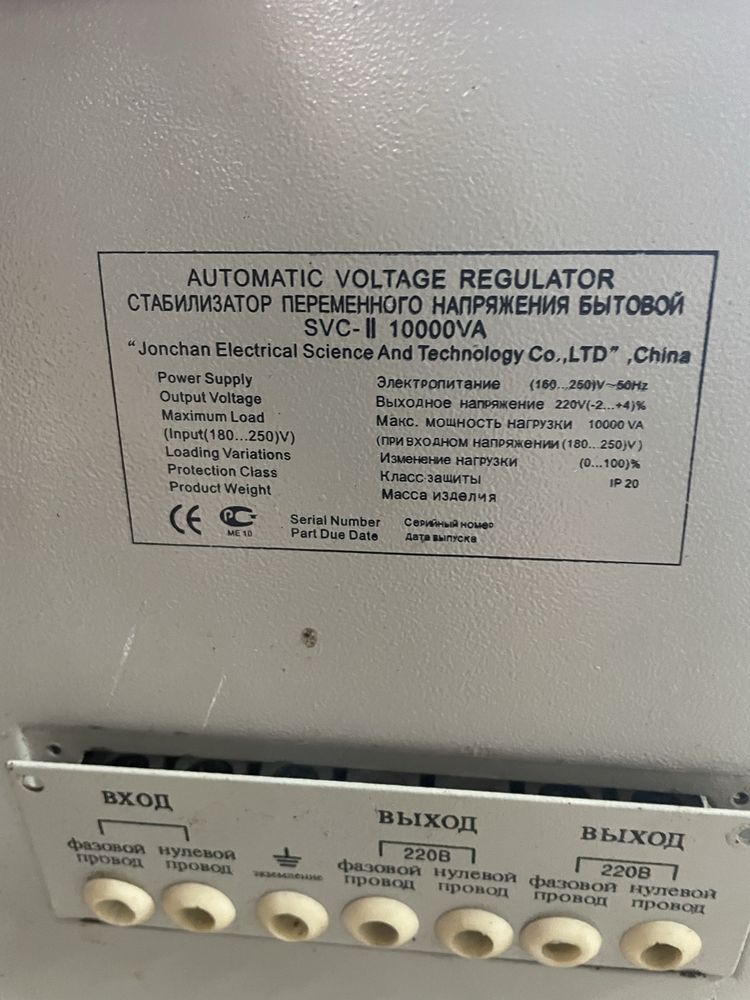 AUTOMATIC VOLTAGE REGULATOR
СТАБИЛИЗАТОР ПЕРЕМЕННОГО НАПРЯЖЕНИЯ БЫТОВОЙ
SVC-II 10000VA
"Jonchan Electrical Science And Technology Co.,LTD" ,China
Power Supply Электропитание (160...250)V~50Hz
Output Voltage Выходное напряжение 220V(-2...+4)%
Maximum Load Макс. мощность нагрузки 10000 VA
(Input(180...250)V) (ПРИ ВХОДНОМ НАПРЯЖЕНИИ (180...250)V)
Loading Variations Изменение нагрузки (0...100)%
Protection Class Класс защиты IP 20
Product Weight Масса изделия
CE РС Serial Number Серийный номер
ME 10 Part Due Date Дата выпуска
ВХОД ВЫХОД ВЫХОД
220В 220В
фазовой провод нулевой провод заземление фазовой провод нулевой провод фазовой провод нулевой провод